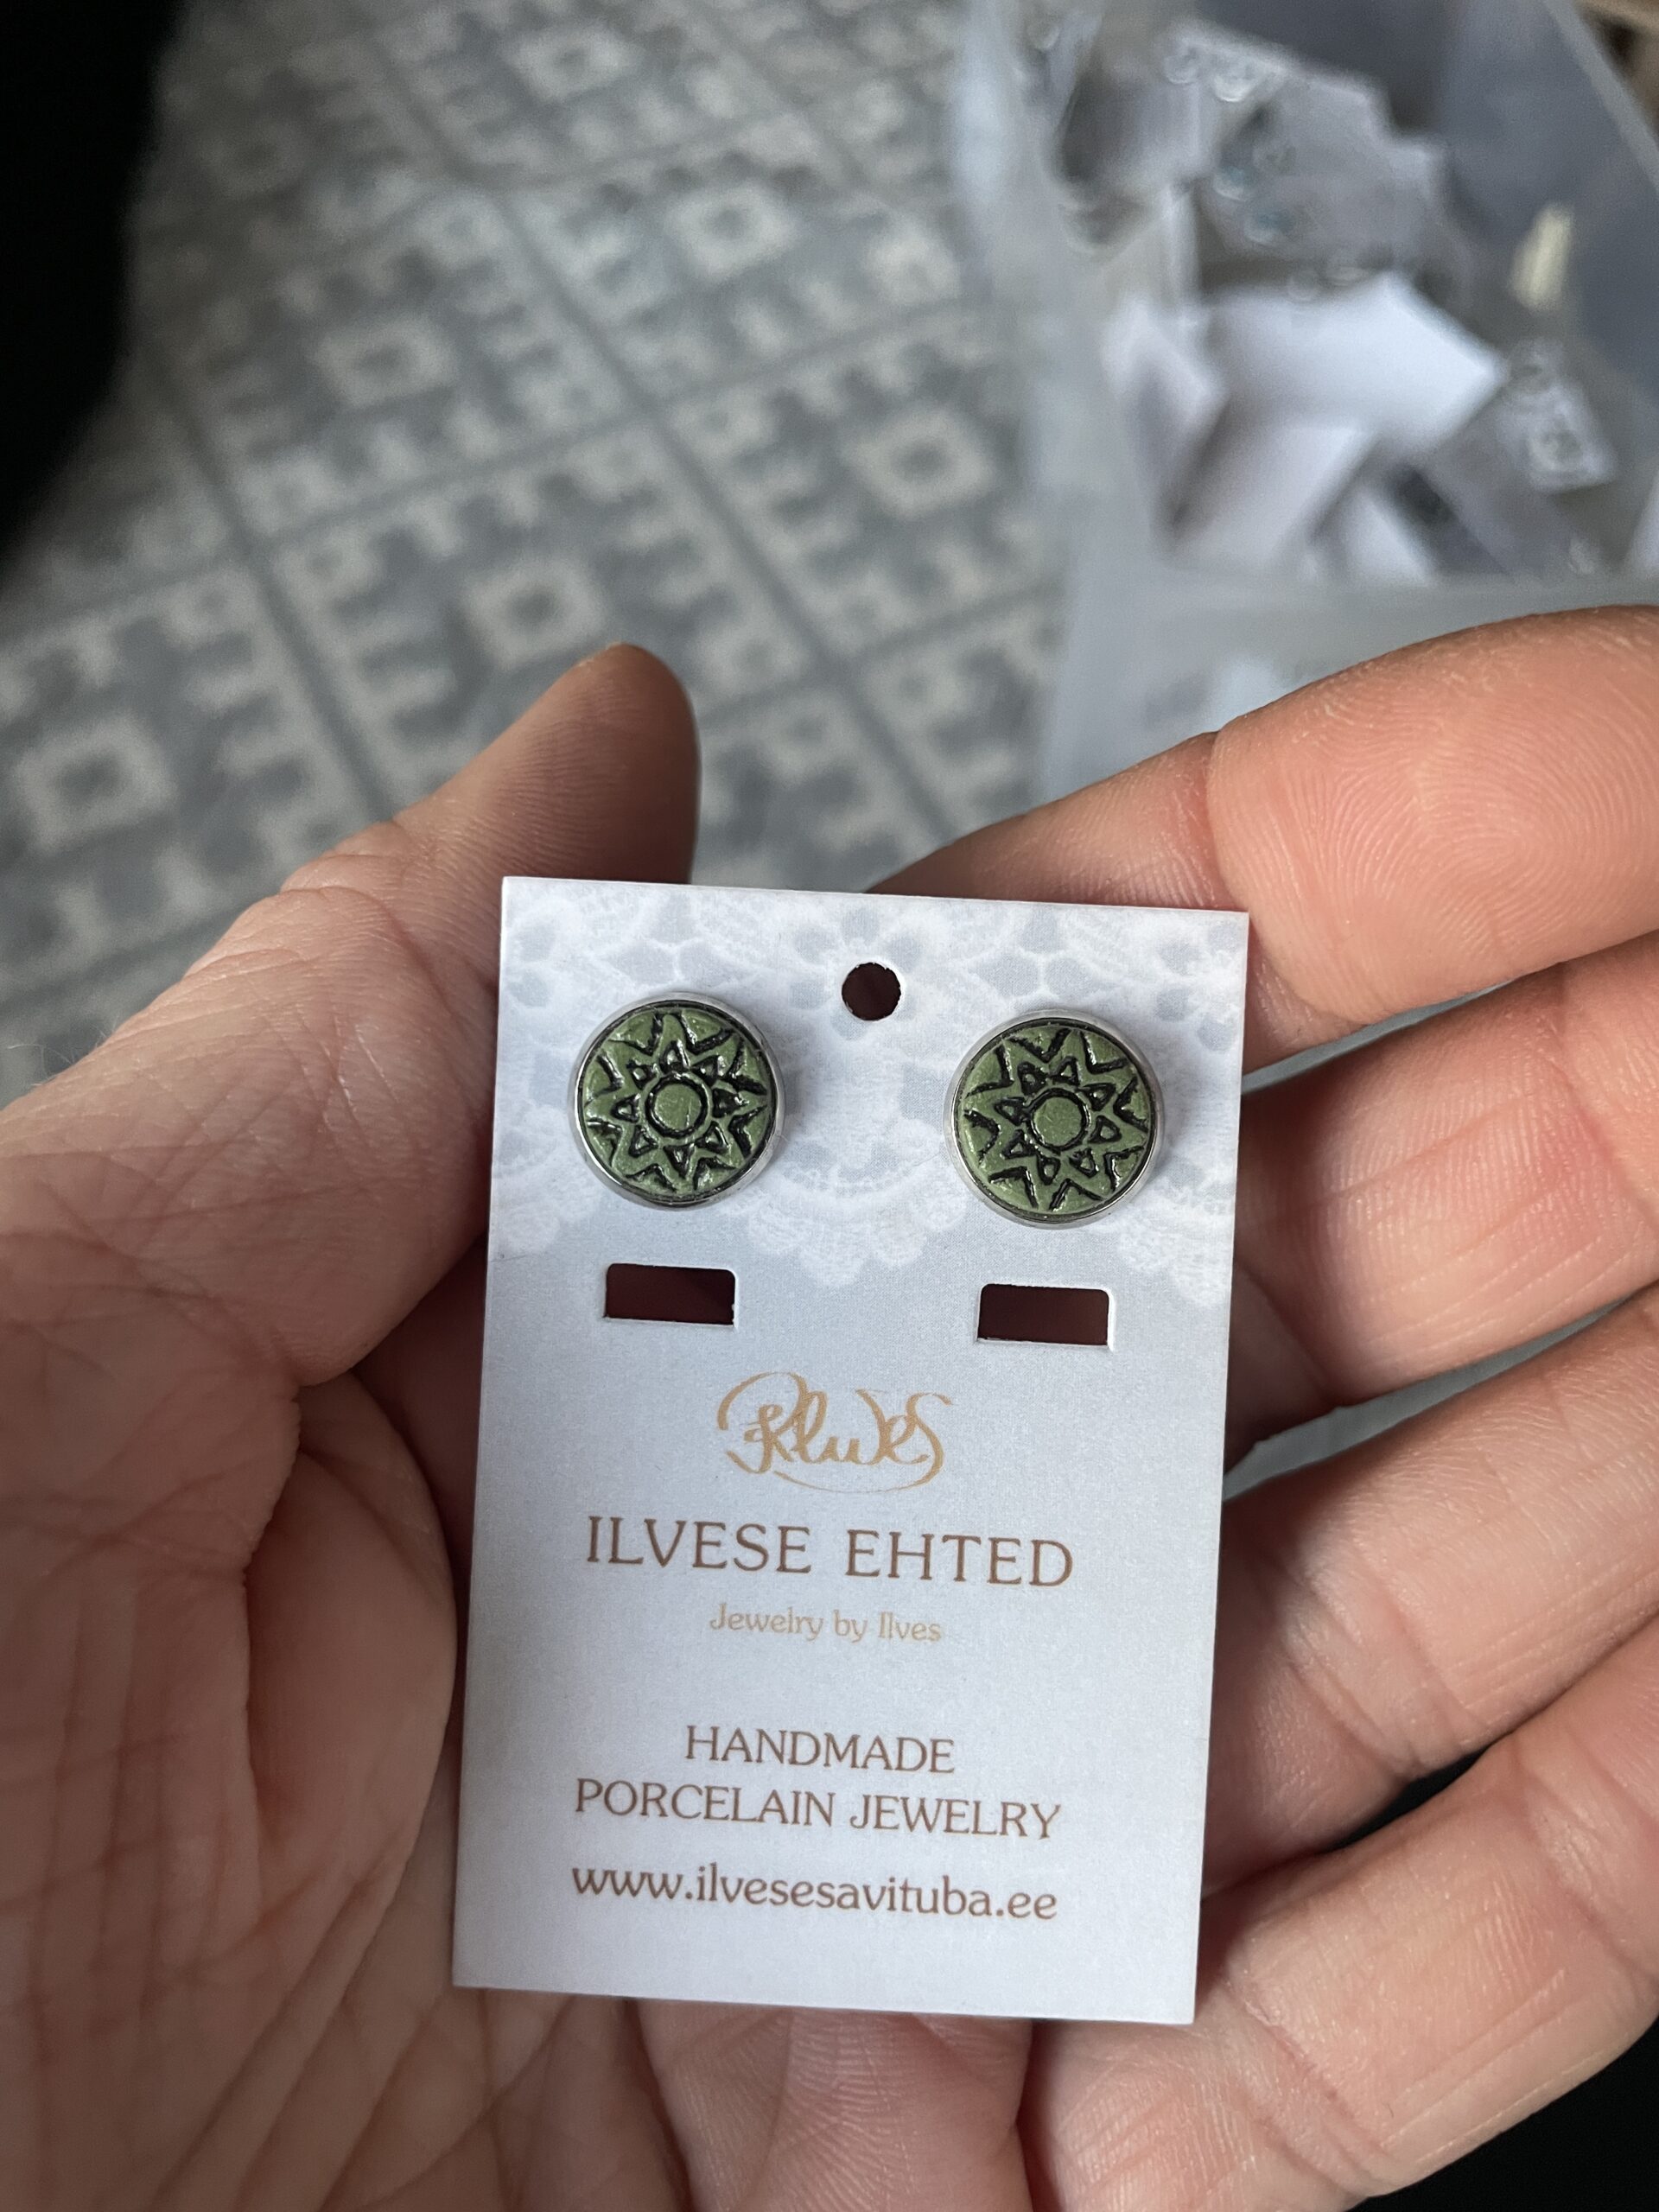 ILVESE EHTED
Jewelry by Ilves
HANDMADE
PORCELAIN JEWELRY
www.ilvesesavituba.ee